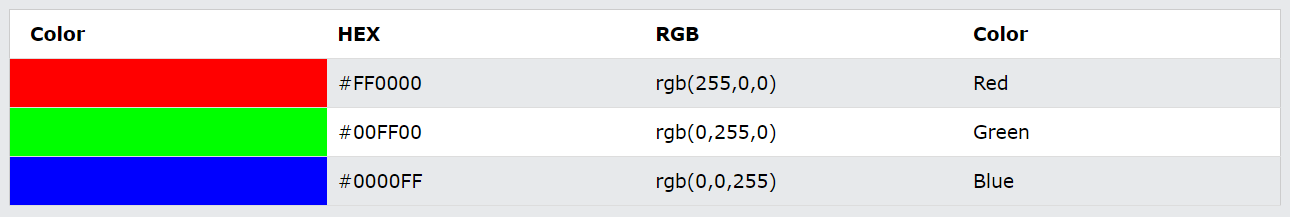 Color HEX RGB Color
#FF0000 rgb(255,0,0) Red
#00FF00 rgb(0,255,0) Green
#0000FF rgb(0,0,255) Blue